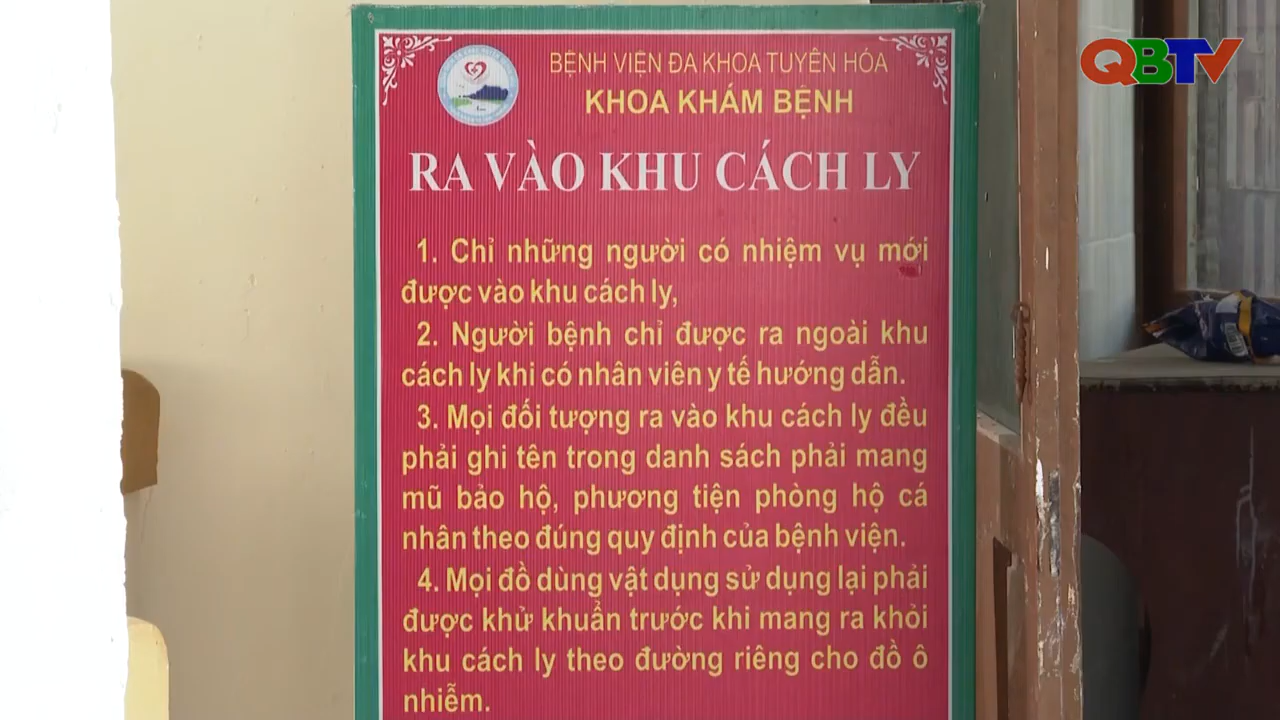 QBTV
BỆNH VIỆN ĐA KHOA TUYÊN HÓA
KHOA KHÁM BỆNH
RA VÀO KHU CÁCH LY
1. Chỉ những người có nhiệm vụ mới
được vào khu cách ly,
2. Người bệnh chỉ được ra ngoài khu
cách ly khi có nhân viên y tế hướng dẫn.
3. Mọi đối tượng ra vào khu cách ly đều
phải ghi tên trong danh sách phải mang
mũ bảo hộ, phương tiện phòng hộ cá
nhân theo đúng quy định của bệnh viện.
4. Mọi đồ dùng vật dụng sử dụng lại phải
được khử khuẩn trước khi mang ra khỏi
khu cách ly theo đường riêng cho đồ ô
nhiễm.